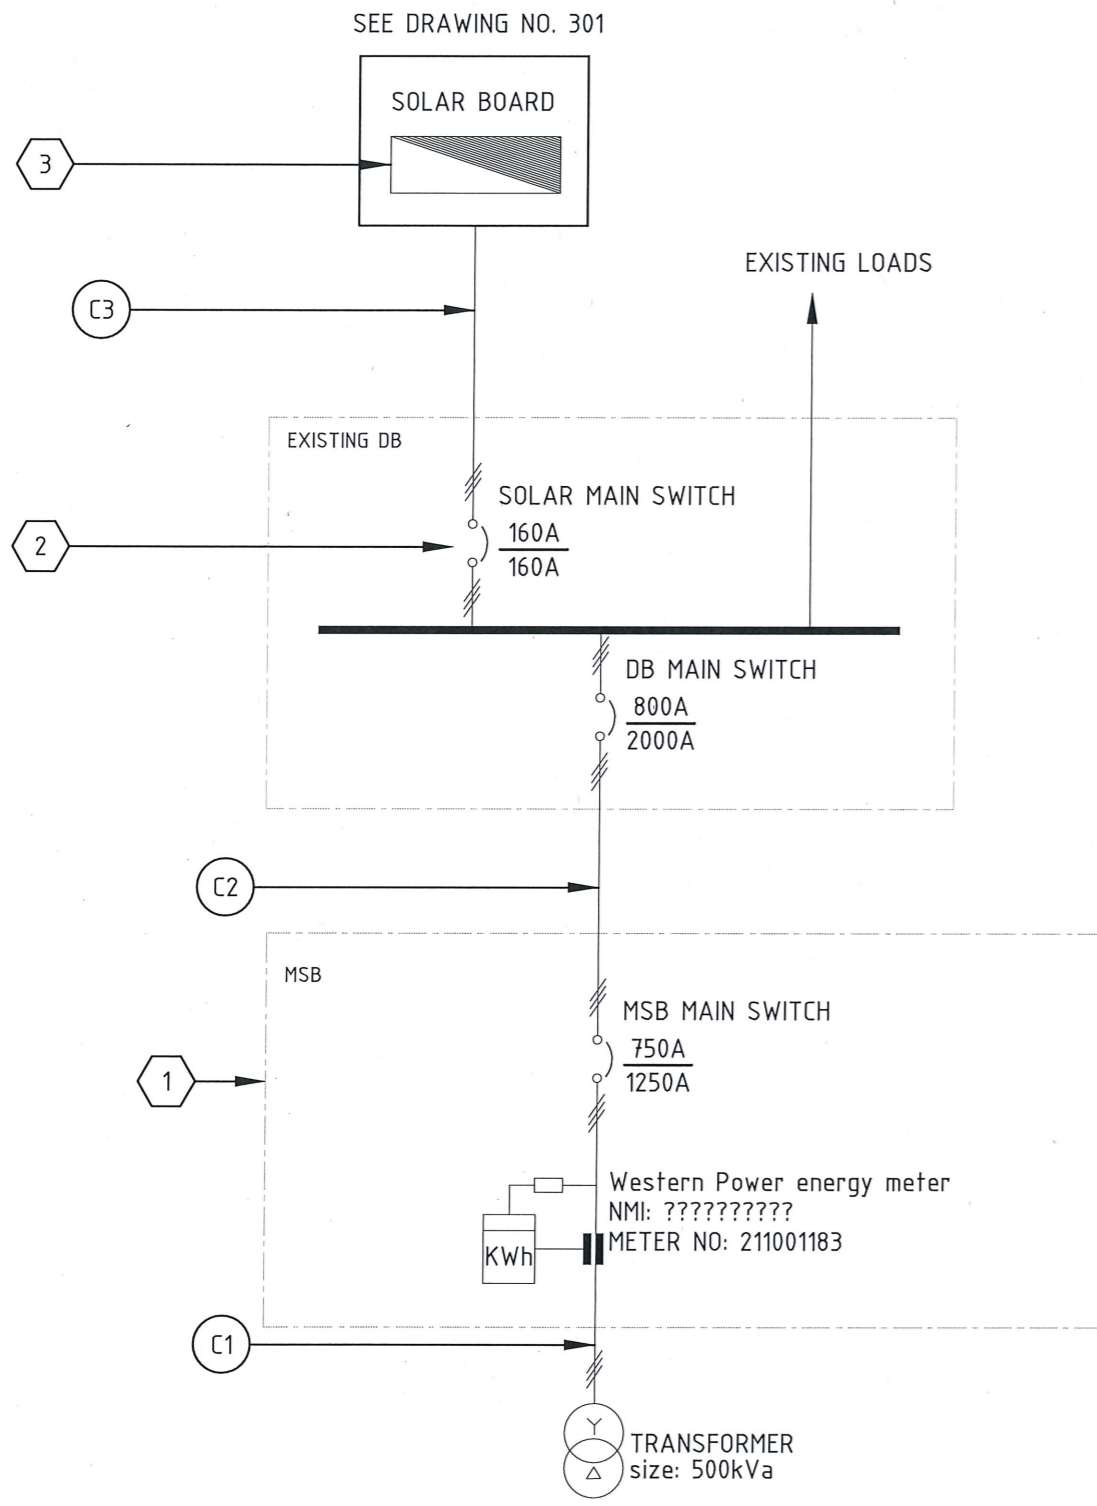 SEE DRAWING NO. 301
SOLAR BOARD
3
EXISTING LOADS
C3
EXISTING DB
SOLAR MAIN SWITCH
160A
160A
2
DB MAIN SWITCH
800A
2000A
C2
MSB
MSB MAIN SWITCH
750A
1250A
1
Western Power energy meter
NMI: ??????????
METER NO: 211001183
KWh
C1
Y
Δ
TRANSFORMER
size: 500kVa